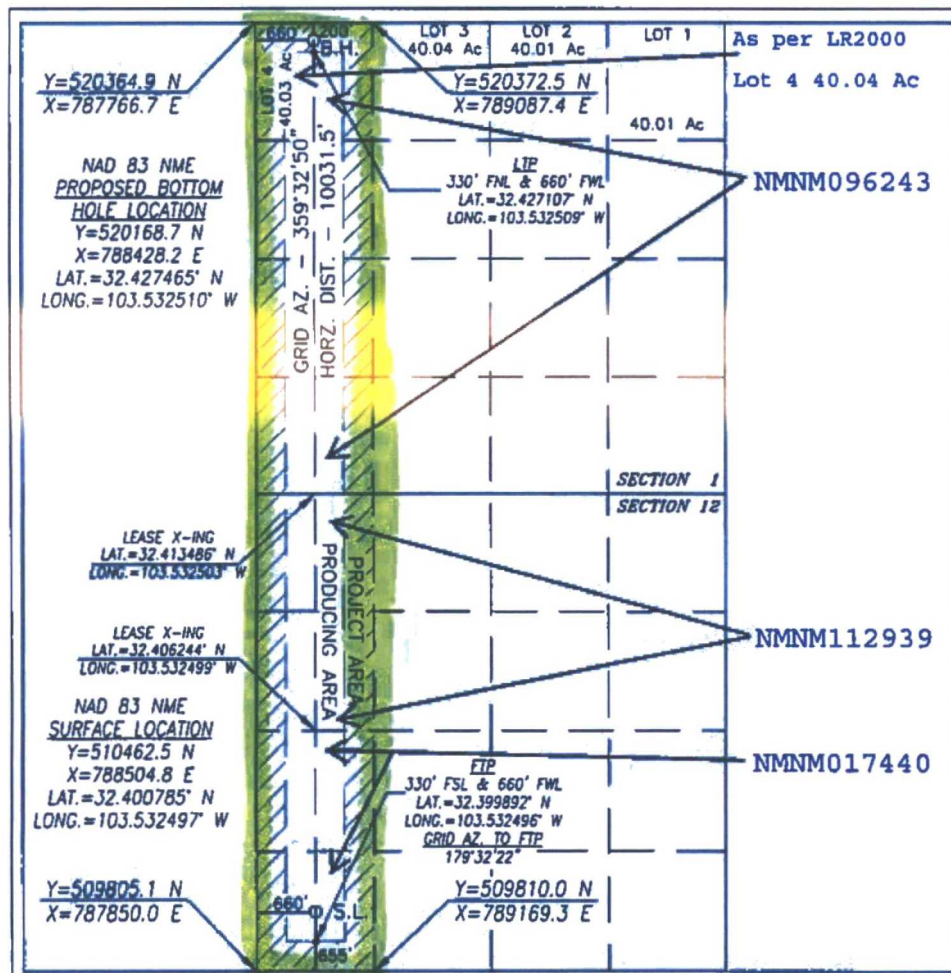 660'
200'
B.H.
LOT 3
40.04 Ac
LOT 2
40.01 Ac
LOT 1
40.01 Ac
As per LR2000
Lot 4 40.04 Ac
LOT 4
40.03 Ac
Y=520364.9 N
X=787766.7 E
Y=520372.5 N
X=789087.4 E
NAD 83 NME
PROPOSED BOTTOM
HOLE LOCATION
Y=520168.7 N
X=788428.2 E
LAT.=32.427465° N
LONG.=103.532510° W
GRID AZ. - 359°32'50"
HORZ. DIST. - 10031.5'
LTP
330' FNL & 660' FWL
LAT.=32.427107° N
LONG.=103.532509° W
NMNM096243
SECTION 1
SECTION 12
LEASE X-ING
LAT.=32.413486° N
LONG.=103.532503° W
PROJECT AREA
PRODUCING AREA
NMNM112939
LEASE X-ING
LAT.=32.406244° N
LONG.=103.532499° W
NAD 83 NME
SURFACE LOCATION
Y=510462.5 N
X=788504.8 E
LAT.=32.400785° N
LONG.=103.532497° W
NMNM017440
FTP
330' FSL & 660' FWL
LAT.=32.399892° N
LONG.=103.532496° W
GRID AZ. TO FTP
179°32'22"
Y=509805.1 N
X=787850.0 E
660'
S.L.
655'
Y=509810.0 N
X=789169.3 E